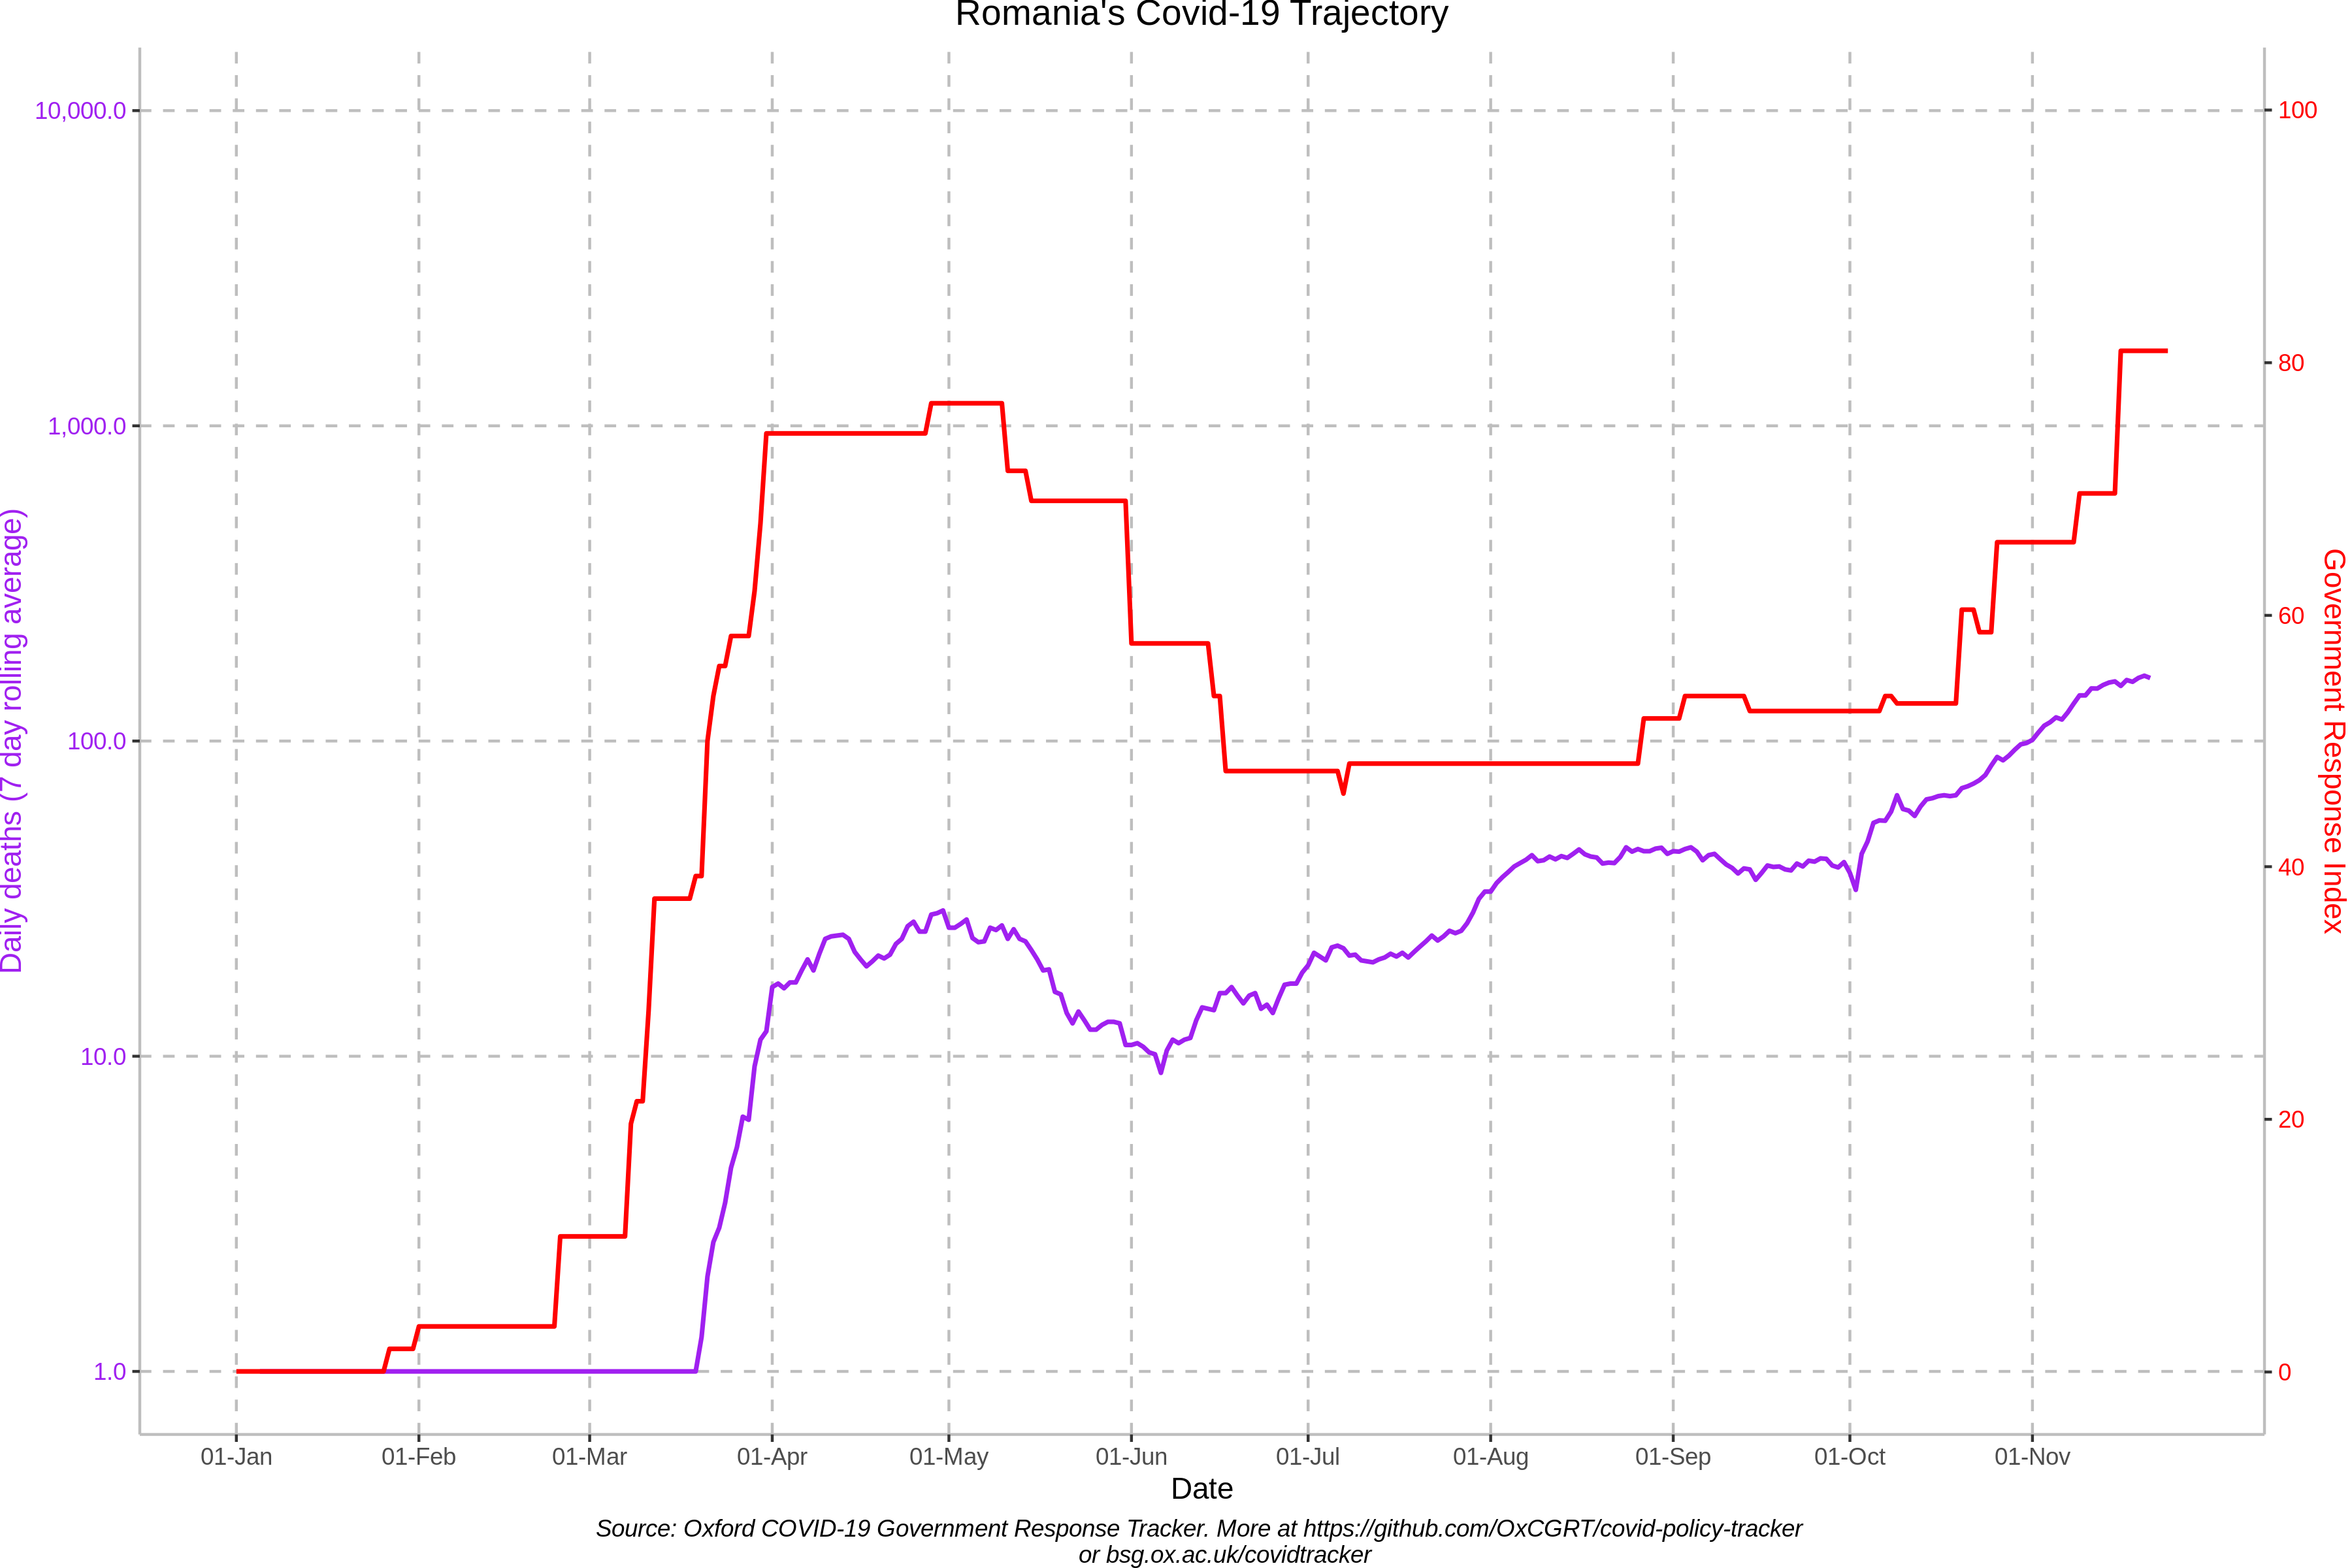 Romania's Covid-19 Trajectory
10,000.0
1,000.0
100.0
10.0
1.0
Daily deaths (7 day rolling average)
100
80
60
40
20
0
Government Response Index
01-Jan
01-Feb
01-Mar
01-Apr
01-May
01-Jun
01-Jul
01-Aug
01-Sep
01-Oct
01-Nov
Date
Source: Oxford COVID-19 Government Response Tracker. More at https://github.com/OxCGRT/covid-policy-tracker
or bsg.ox.ac.uk/covidtracker